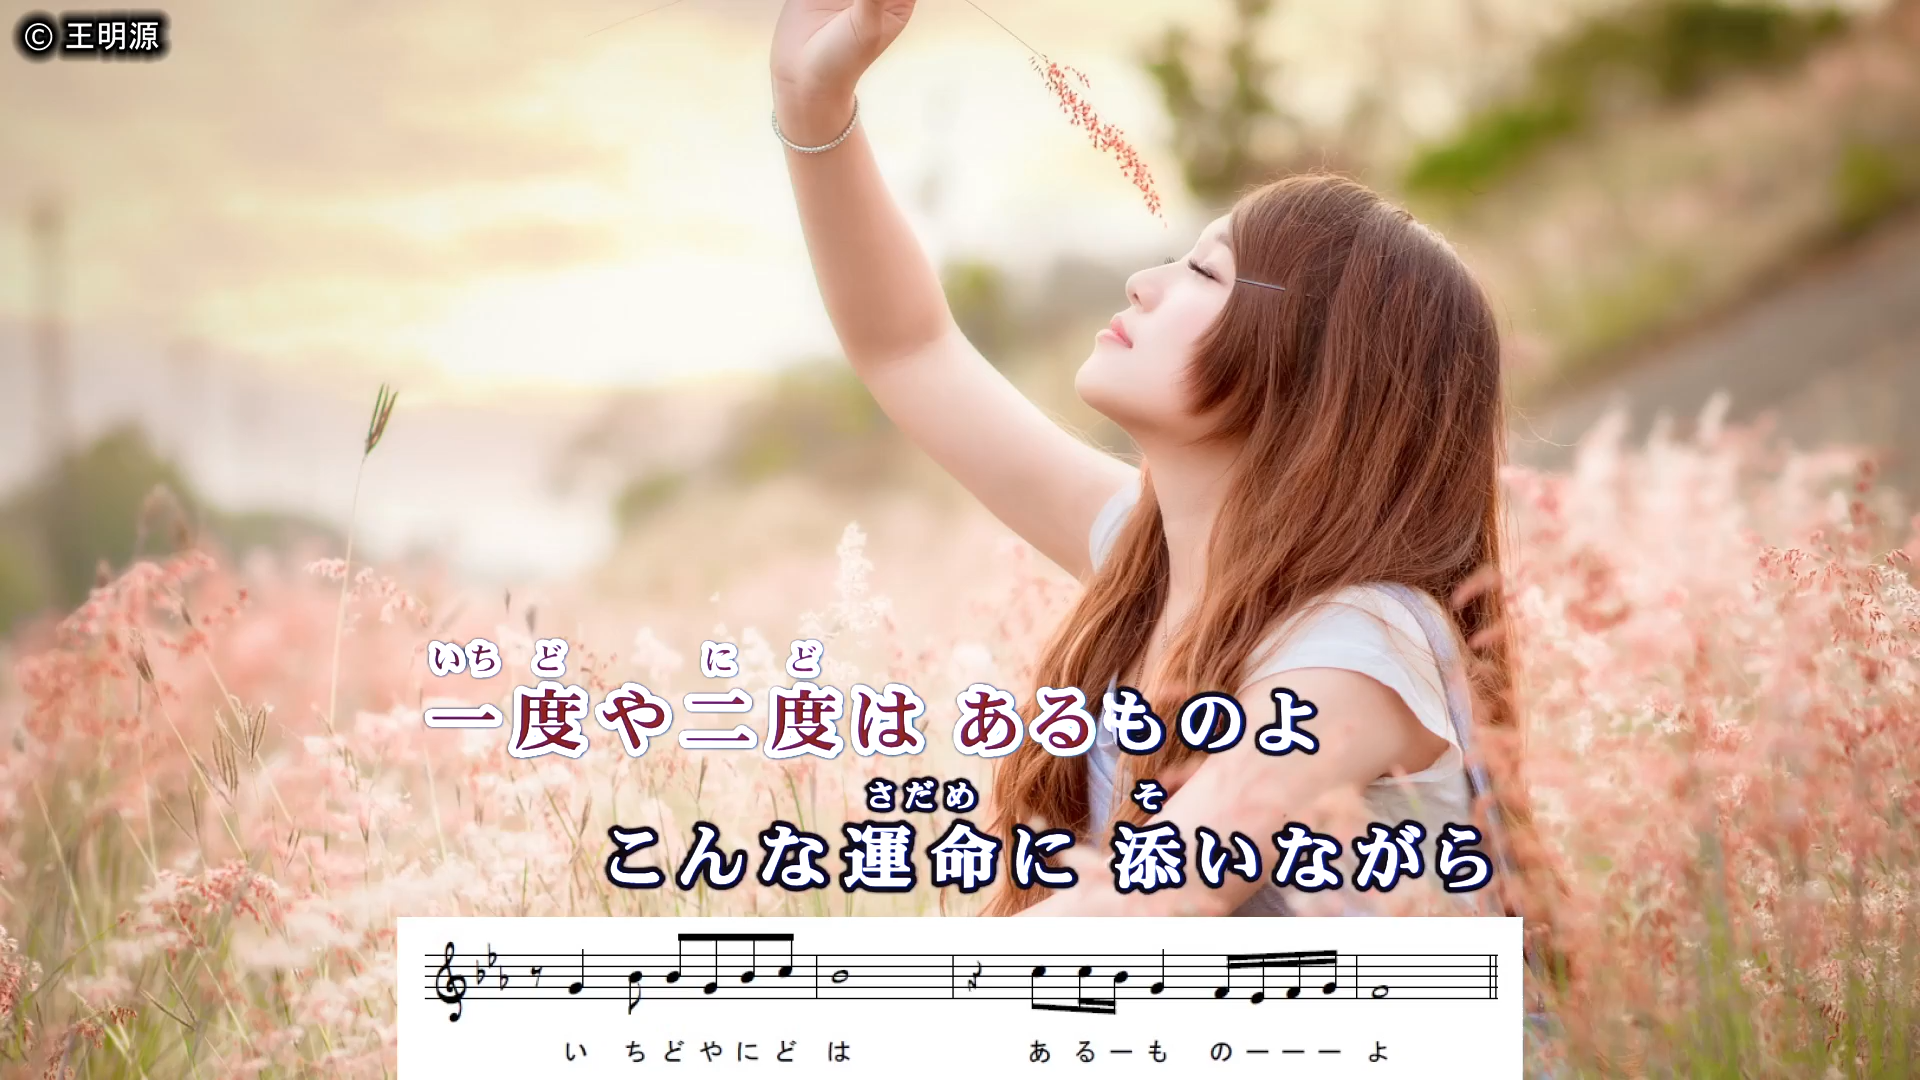 © 王明源
いち ど に ど
一度や二度は あるものよ
さだめ そ
こんな運命に 添いながら
い ち ど や に ど は あ る ー も の ー ー ー よ